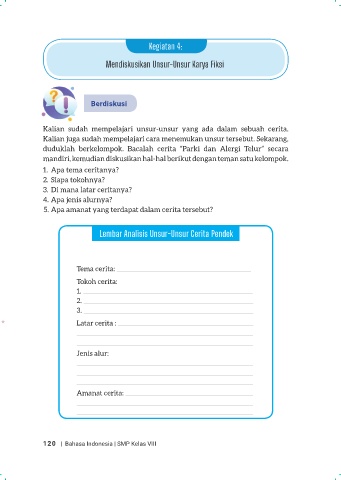 Kegiatan 4:
Mendiskusikan Unsur-Unsur Karya Fiksi
Berdiskusi
Kalian sudah mempelajari unsur-unsur yang ada dalam sebuah cerita.
Kalian juga sudah mempelajari cara menemukan unsur tersebut. Sekarang,
duduklah berkelompok. Bacalah cerita "Parki dan Alergi Telur" secara
mandiri, kemudian diskusikan hal-hal berikut dengan teman satu kelompok.
1. Apa tema ceritanya?
2. Siapa tokohnya?
3. Di mana latar ceritanya?
4. Apa jenis alurnya?
5. Apa amanat yang terdapat dalam cerita tersebut?
Lembar Analisis Unsur-Unsur Cerita Pendek
Tema cerita:
Tokoh cerita:
1.
2.
3.
Latar cerita :
Jenis alur:
Amanat cerita:
120 | Bahasa Indonesia | SMP Kelas VIII